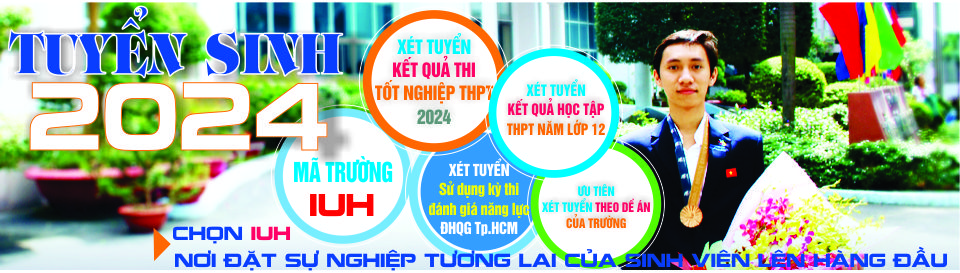 TUYỂN SINH
2024
XÉT TUYỂN
KẾT QUẢ THI
TỐT NGHIỆP THPT
2024
XÉT TUYỂN
KẾT QUẢ HỌC TẬP
THPT NĂM LỚP 12
MÃ TRƯỜNG
IUH
XÉT TUYỂN
Sử dụng kỳ thi
đánh giá năng lực
ĐHQG Tp.HCM
ƯU TIÊN
XÉT TUYỂN THEO DỀ ÁN
CỦA TRƯỜNG
CHỌN IUH
NƠI ĐẶT SỰ NGHIỆP TƯƠNG LAI CỦA SINH VIÊN LÊN HÀNG ĐẦU